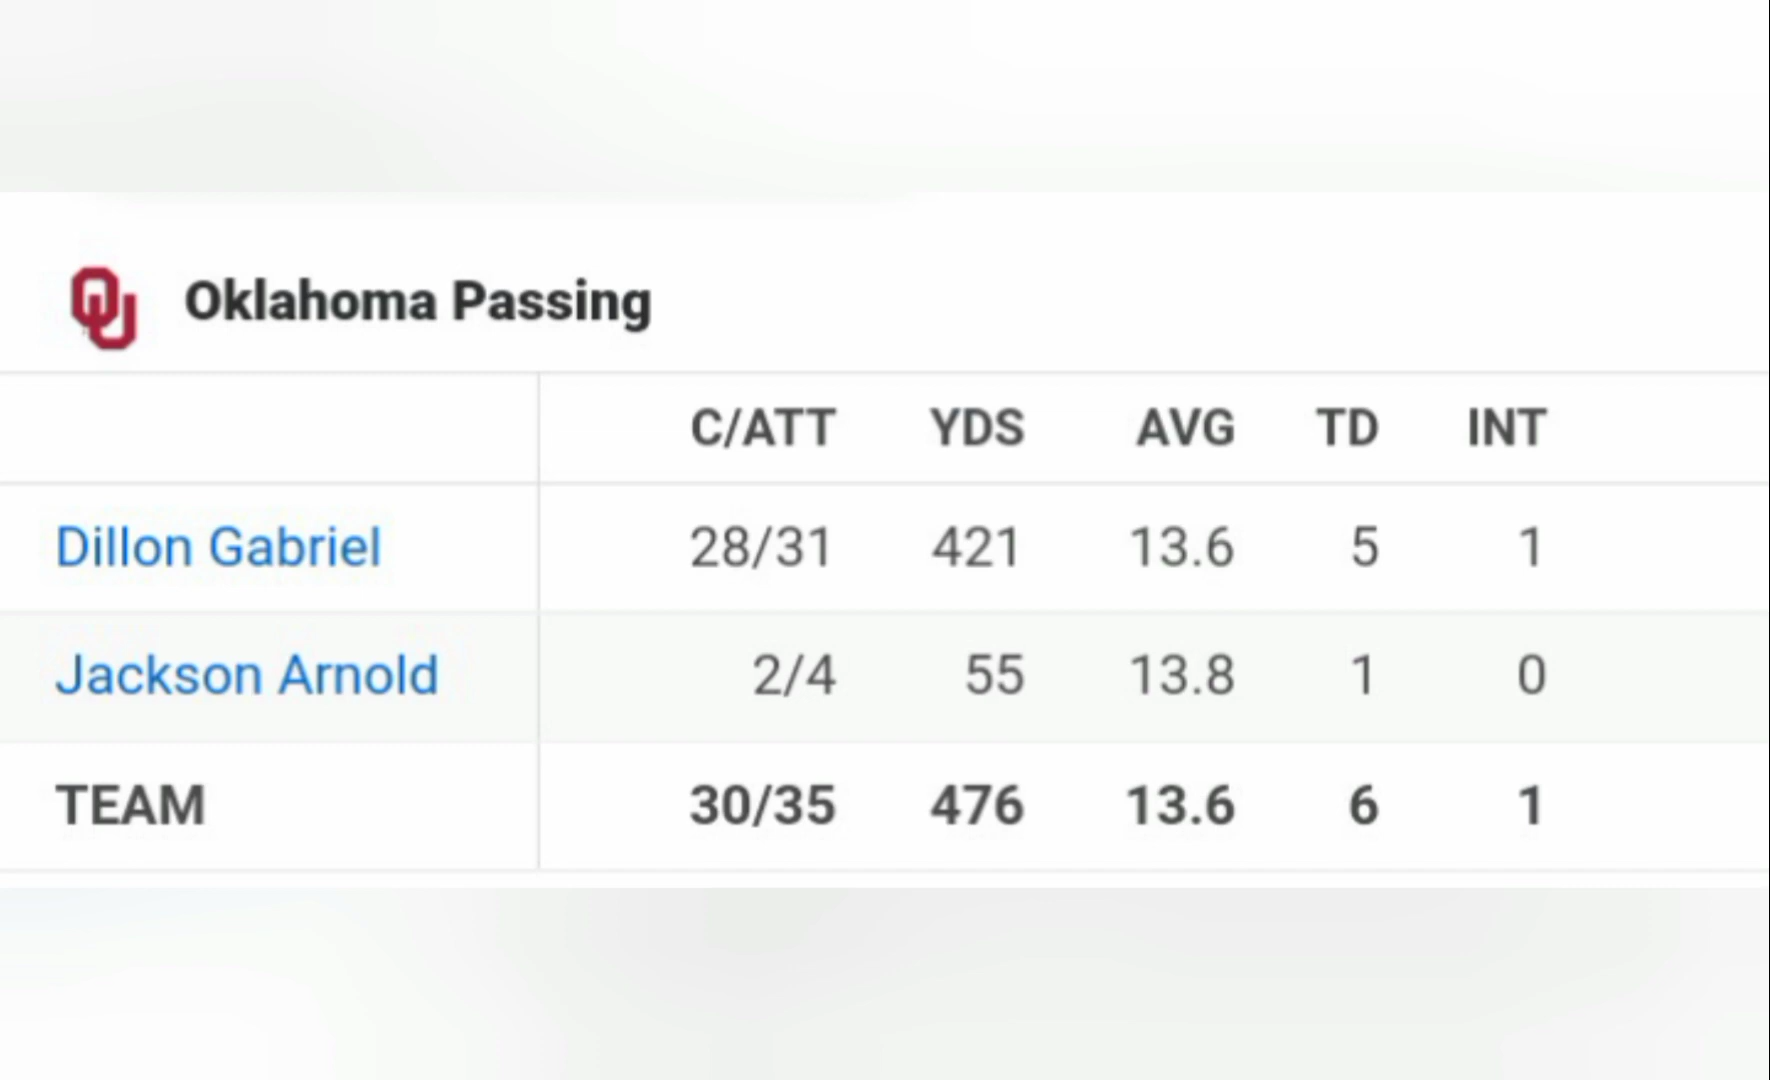 OU Oklahoma Passing
C/ATT YDS AVG TD INT
Dillon Gabriel 28/31 421 13.6 5 1
Jackson Arnold 2/4 55 13.8 1 0
TEAM 30/35 476 13.6 6 1